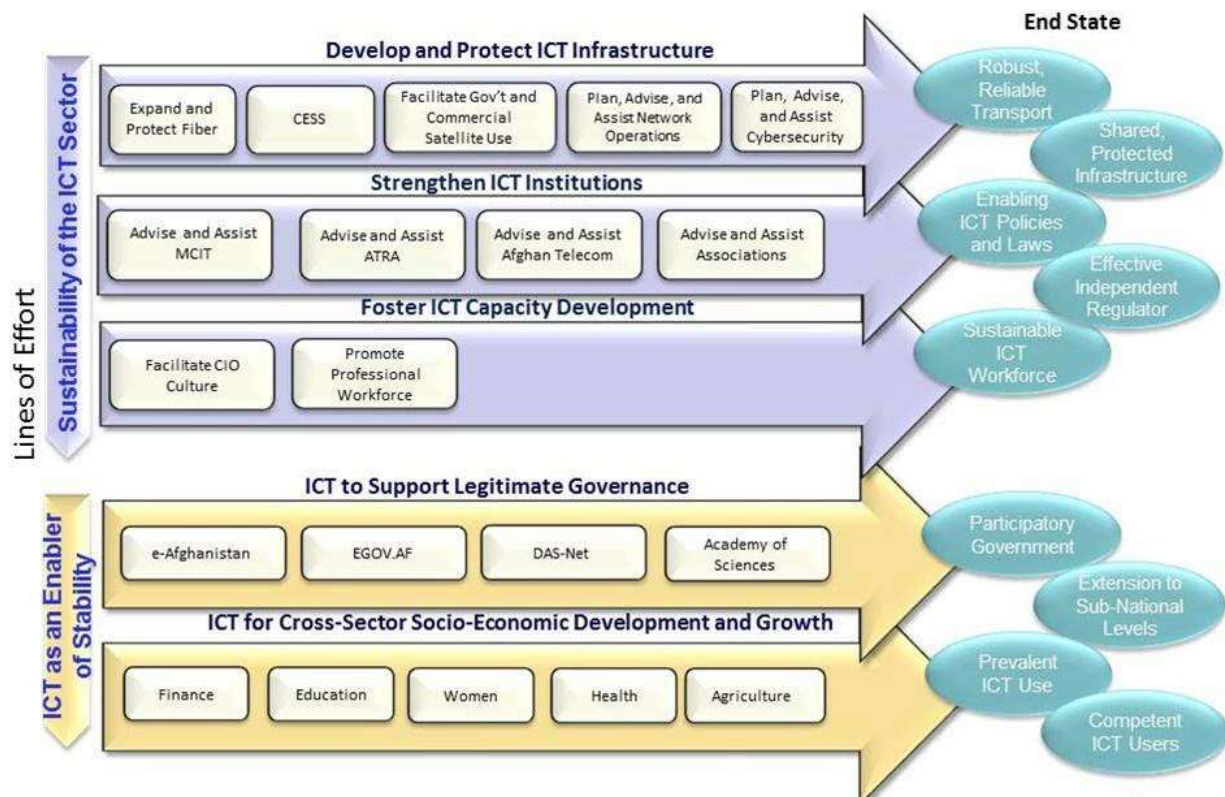 End State
Lines of Effort
Sustainability of the ICT Sector
Develop and Protect ICT Infrastructure
Expand and
Protect Fiber
CESS
Facilitate Gov't and
Commercial
Satellite Use
Plan, Advise, and
Assist Network
Operations
Plan, Advise,
and Assist
Cybersecurity
Robust,
Reliable
Transport
Shared,
Protected
Infrastructure
Strengthen ICT Institutions
Advise and Assist
MCIT
Advise and Assist
ATRA
Advise and Assist
Afghan Telecom
Advise and Assist
Associations
Enabling
ICT Policies
and Laws
Effective
Independent
Regulator
Foster ICT Capacity Development
Facilitate CIO
Culture
Promote
Professional
Workforce
Sustainable
ICT
Workforce
ICT as an Enabler
of Stability
ICT to Support Legitimate Governance
e-Afghanistan
EGOV.AF
DAS-Net
Academy of
Sciences
Participatory
Government
Extension to
Sub-National
Levels
ICT for Cross-Sector Socio-Economic Development and Growth
Finance
Education
Women
Health
Agriculture
Prevalent
ICT Use
Competent
ICT Users